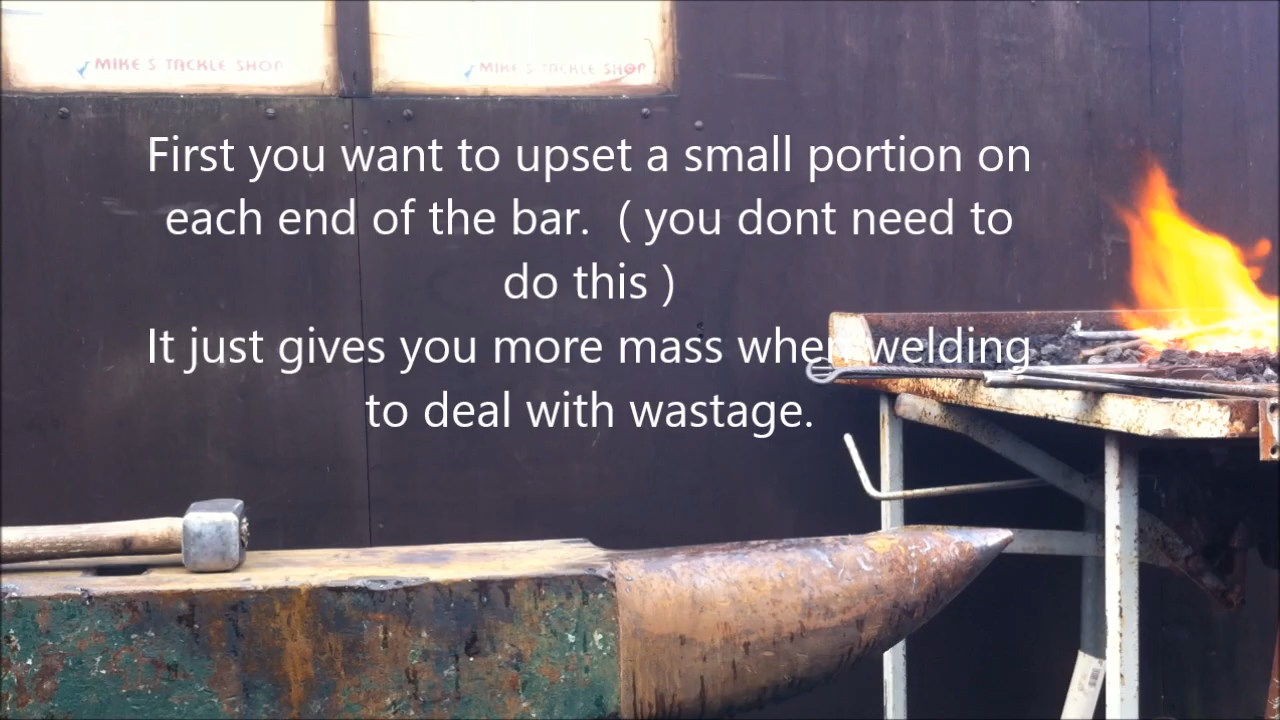 MIKE S TACKLE SHOP
MIKE S TACKLE SHOP
First you want to upset a small portion on
each end of the bar.  ( you dont need to
do this )
It just gives you more mass when welding
to deal with wastage.